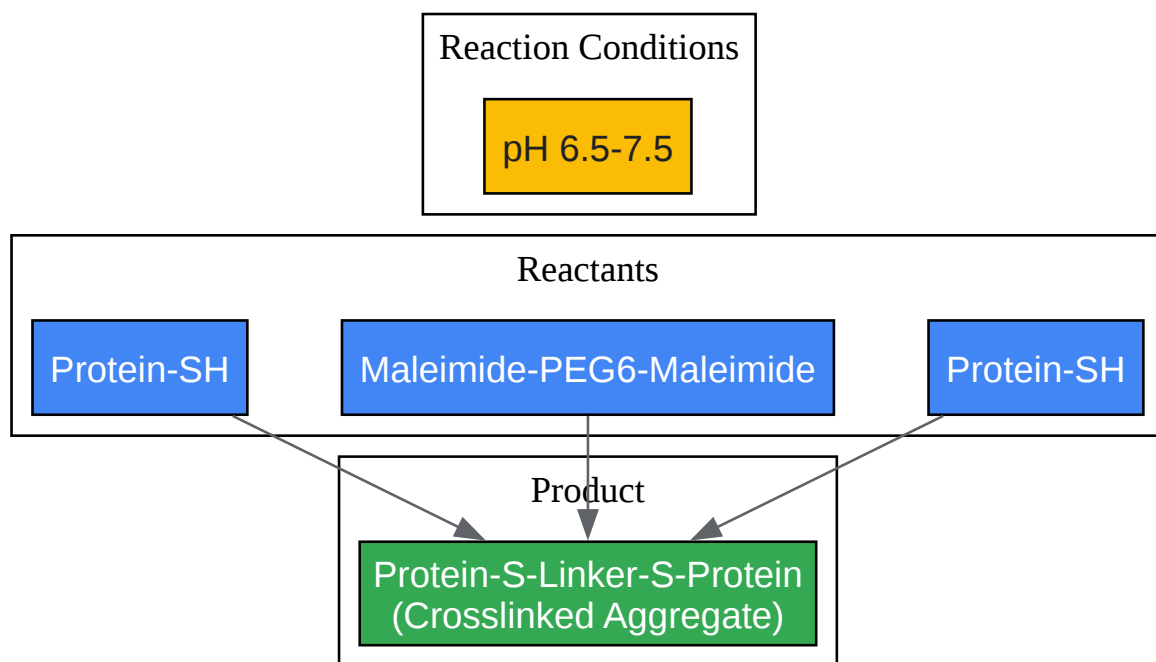 Reaction Conditions
pH 6.5-7.5
Reactants
Protein-SH
Maleimide-PEG6-Maleimide
Protein-SH
Product
Protein-S-Linker-S-Protein
(Crosslinked Aggregate)